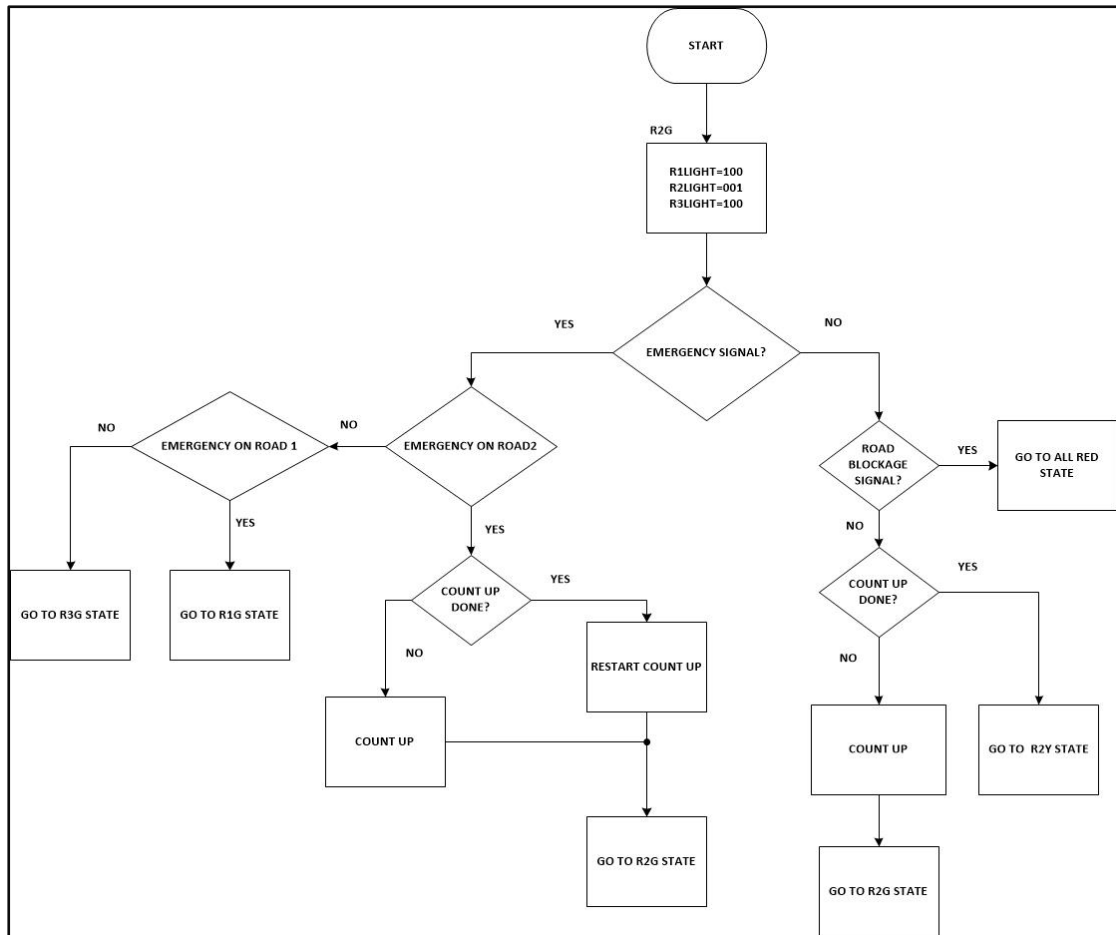 START
R2G
R1LIGHT=100
R2LIGHT=001
R3LIGHT=100
YES
NO
EMERGENCY SIGNAL?
NO
NO
EMERGENCY ON ROAD 1
EMERGENCY ON ROAD2
ROAD
BLOCKAGE
SIGNAL?
YES
GO TO ALL RED
STATE
YES
YES
NO
GO TO R3G STATE
GO TO R1G STATE
COUNT UP
DONE?
YES
COUNT UP
DONE?
YES
NO
RESTART COUNT UP
NO
COUNT UP
COUNT UP
GO TO R2Y STATE
GO TO R2G STATE
GO TO R2G STATE